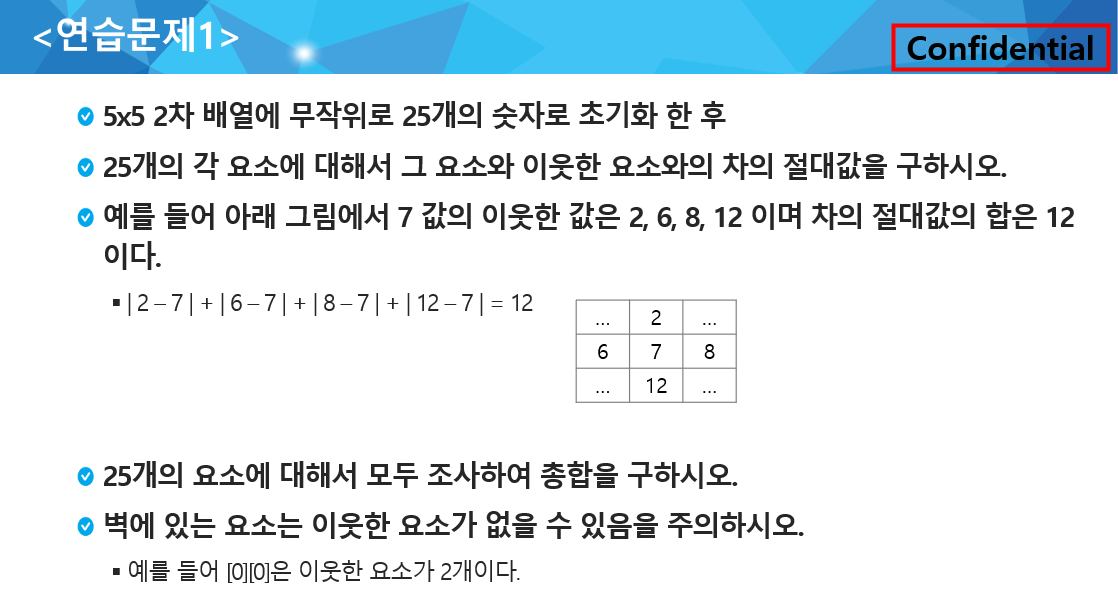 <연습문제1>
Confidential
5x5 2차 배열에 무작위로 25개의 숫자로 초기화 한 후
25개의 각 요소에 대해서 그 요소와 이웃한 요소와의 차의 절대값을 구하시오.
예를 들어 아래 그림에서 7 값의 이웃한 값은 2, 6, 8, 12 이며 차의 절대값의 합은 12
이다.
▪ | 2 – 7 | + | 6 – 7 | + | 8 – 7 | + | 12 – 7 | = 12
... 2 ...
6 7 8
... 12 ...
25개의 요소에 대해서 모두 조사하여 총합을 구하시오.
벽에 있는 요소는 이웃한 요소가 없을 수 있음을 주의하시오.
▪ 예를 들어 [0][0]은 이웃한 요소가 2개이다.